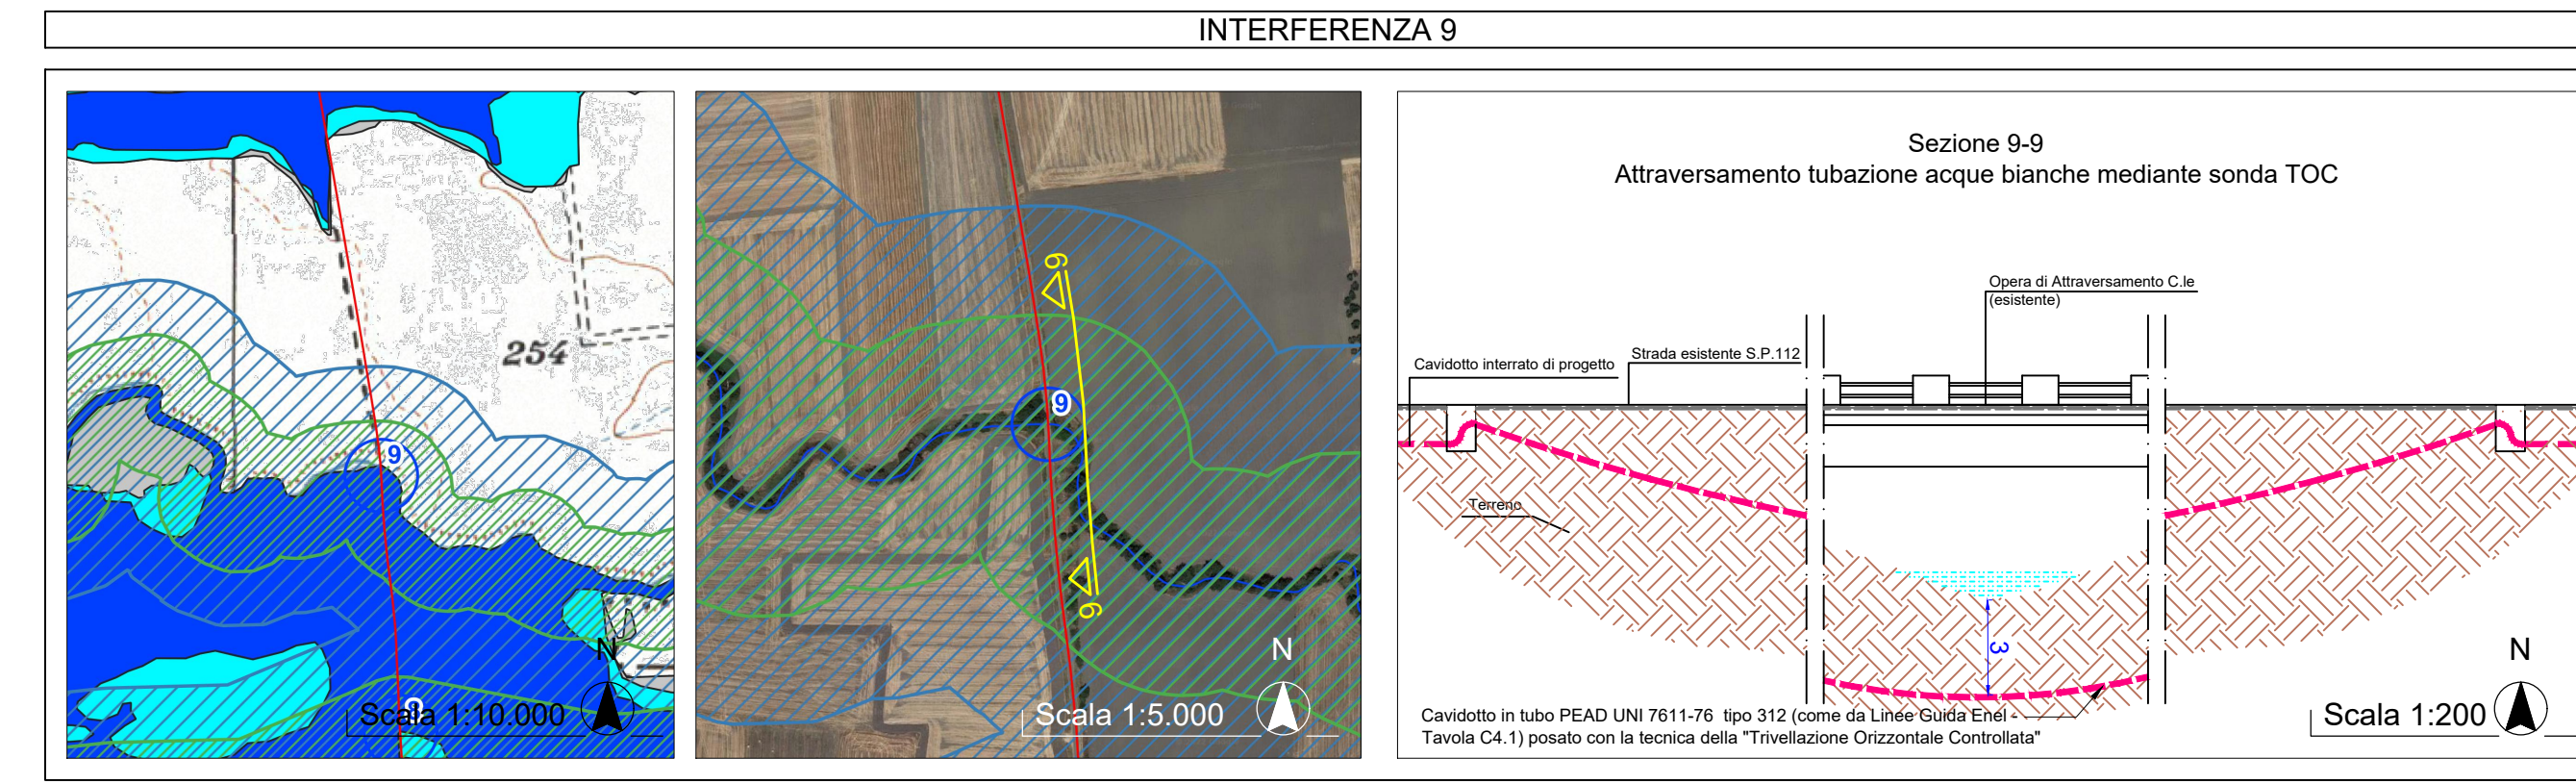 INTERFERENZA 9
254
9
Scala 1:10.000
N
9
9
9
Scala 1:5.000
N
Sezione 9-9
Attraversamento tubazione acque bianche mediante sonda TOC
Opera di Attraversamento C.le
(esistente)
Strada esistente S.P.112
Cavidotto interrato di progetto
Terreno
3
Cavidotto in tubo PEAD UNI 7611-76 tipo 312 (come da Linee Guida Enel -
Tavola C4.1) posato con la tecnica della "Trivellazione Orizzontale Controllata"
N
Scala 1:200